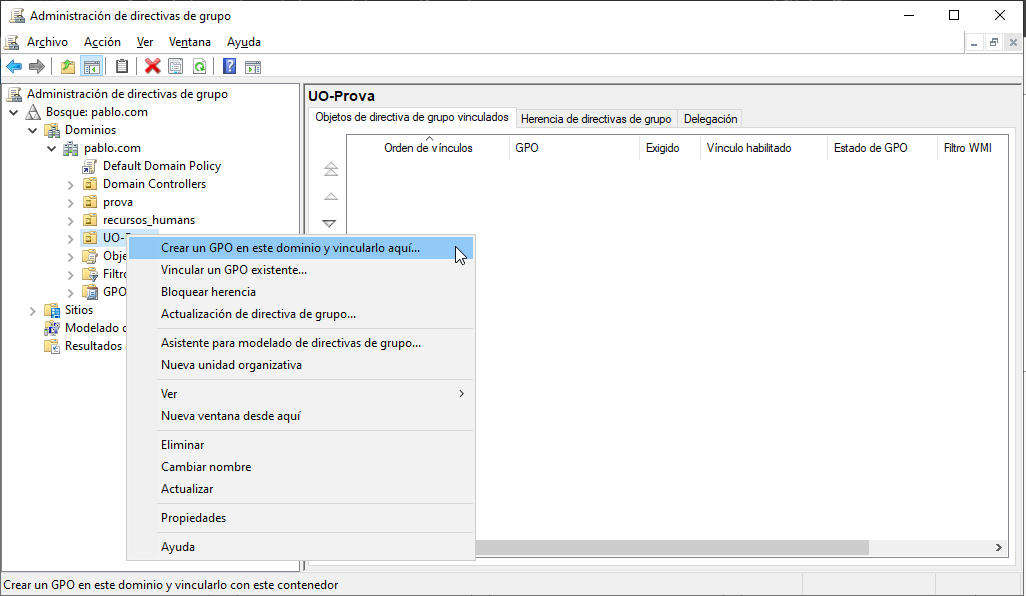 Administración de directivas de grupo
Archivo Acción Ver Ventana Ayuda
Administración de directivas de grupo
Bosque: pablo.com
Dominios
pablo.com
Default Domain Policy
Domain Controllers
prova
recursos_humans
UO-
Obje
Filtro
GPO
Sitios
Modelado
Resultados
UO-Prova
Objetos de directiva de grupo vinculados Herencia de directivas de grupo Delegación
Orden de vínculos GPO Exigido Vínculo habilitado Estado de GPO Filtro WMI
Crear un GPO en este dominio y vincularlo aquí...
Vincular un GPO existente...
Bloquear herencia
Actualización de directiva de grupo...
Asistente para modelado de directivas de grupo...
Nueva unidad organizativa
Ver
Nueva ventana desde aquí
Eliminar
Cambiar nombre
Actualizar
Propiedades
Ayuda
Crear un GPO en este dominio y vincularlo con este contenedor